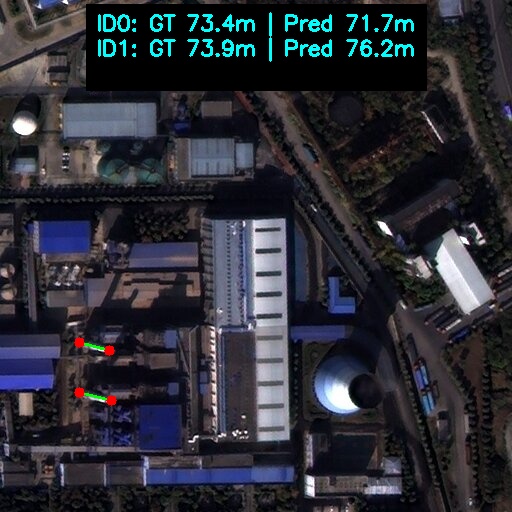 ID0: GT 73.4m | Pred 71.7m
ID1: GT 73.9m | Pred 76.2m